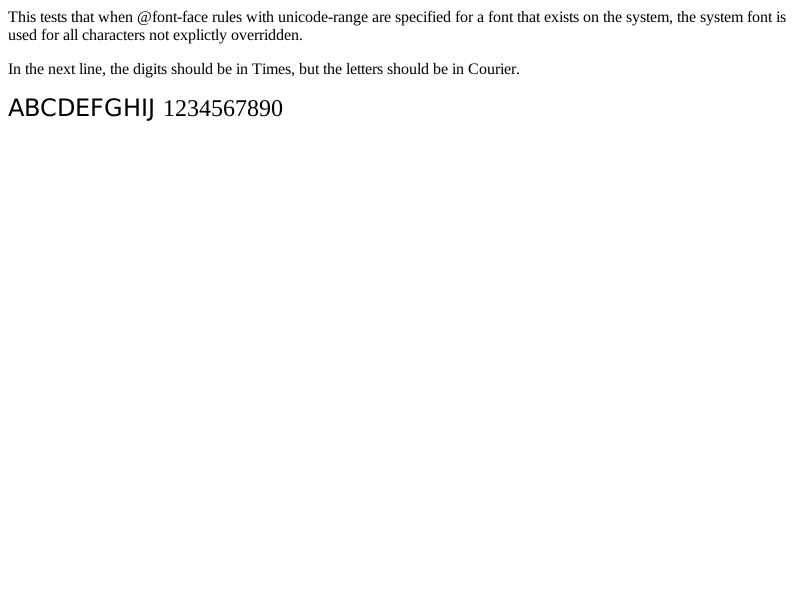 This tests that when @font-face rules with unicode-range are specified for a font that exists on the system, the system font is
used for all characters not explictly overridden.
In the next line, the digits should be in Times, but the letters should be in Courier.
ABCDEFGHIJ 1234567890